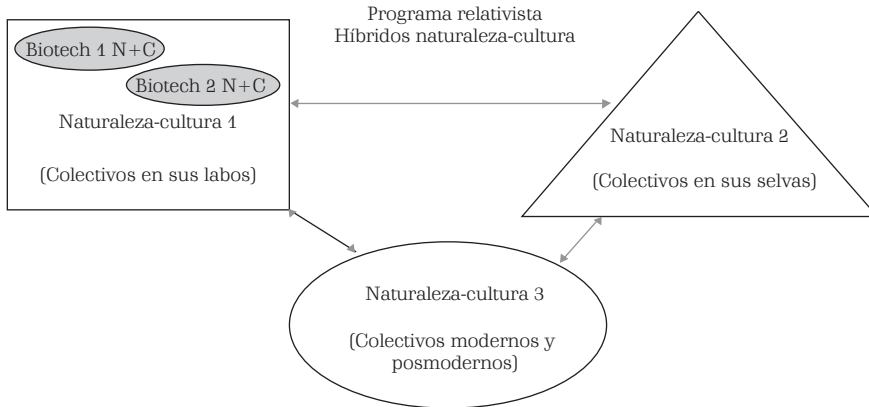 Programa relativista
Híbridos naturaleza-cultura
Biotech 1 N+C
Biotech 2 N+C
Naturaleza-cultura 1
(Colectivos en sus labos)
Naturaleza-cultura 2
(Colectivos en sus selvas)
Naturaleza-cultura 3
(Colectivos modernos y
posmodernos)